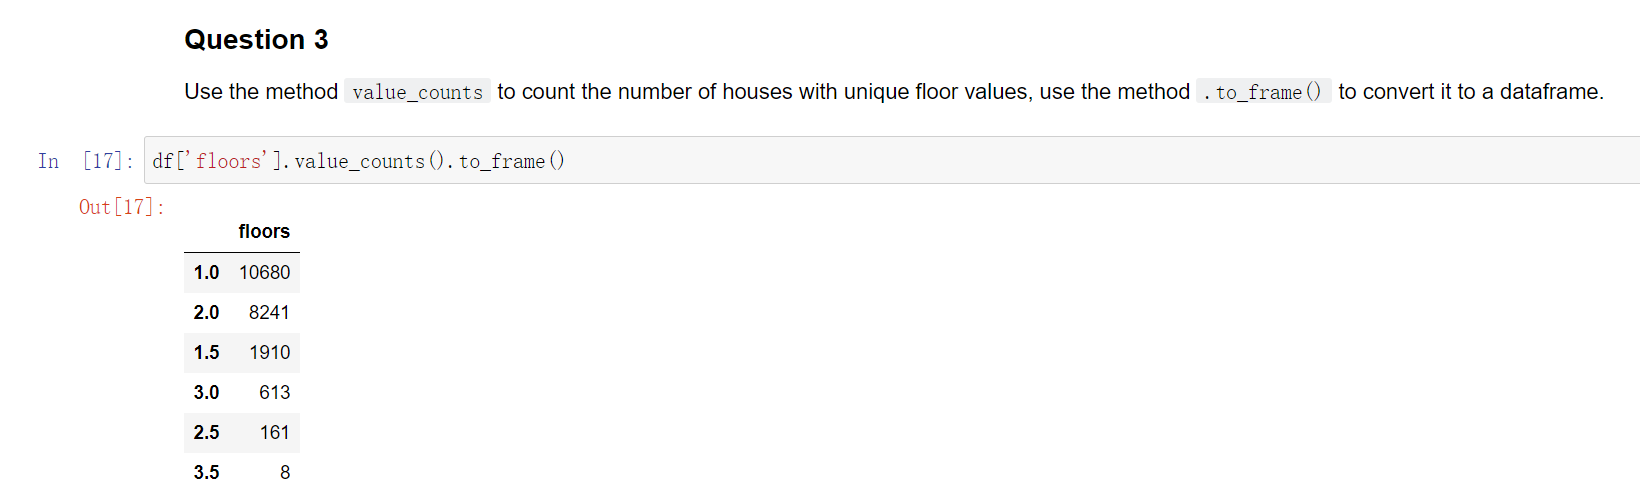 Question 3
Use the method value_counts to count the number of houses with unique floor values, use the method .to_frame() to convert it to a dataframe.
In [17]: df['floors'].value_counts().to_frame()
Out[17]:
floors
1.0 10680
2.0 8241
1.5 1910
3.0 613
2.5 161
3.5 8